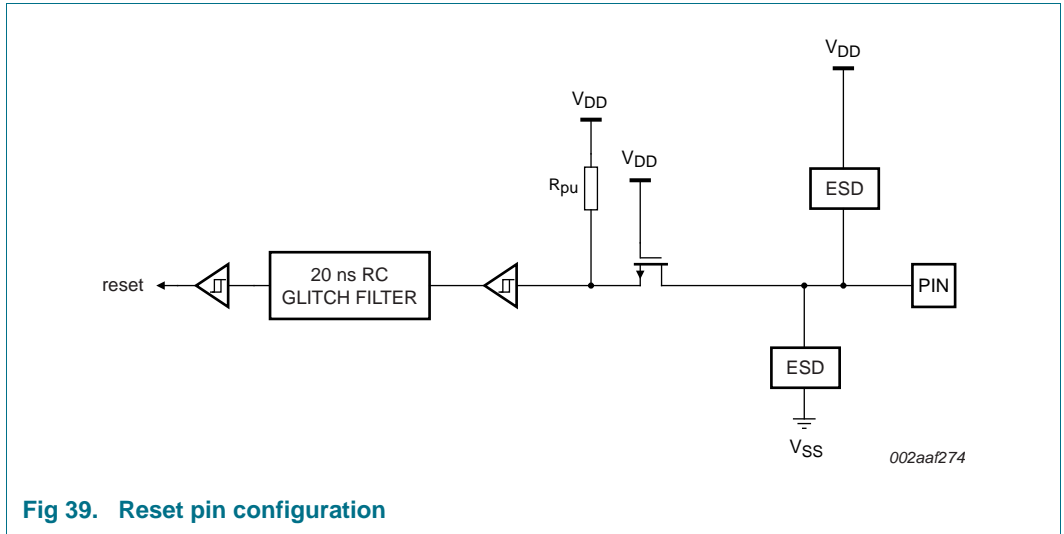 VDD
VDD
VDD
Rpu
ESD
reset
20 ns RC
GLITCH FILTER
PIN
ESD
VSS
002aaf274
Fig 39. Reset pin configuration